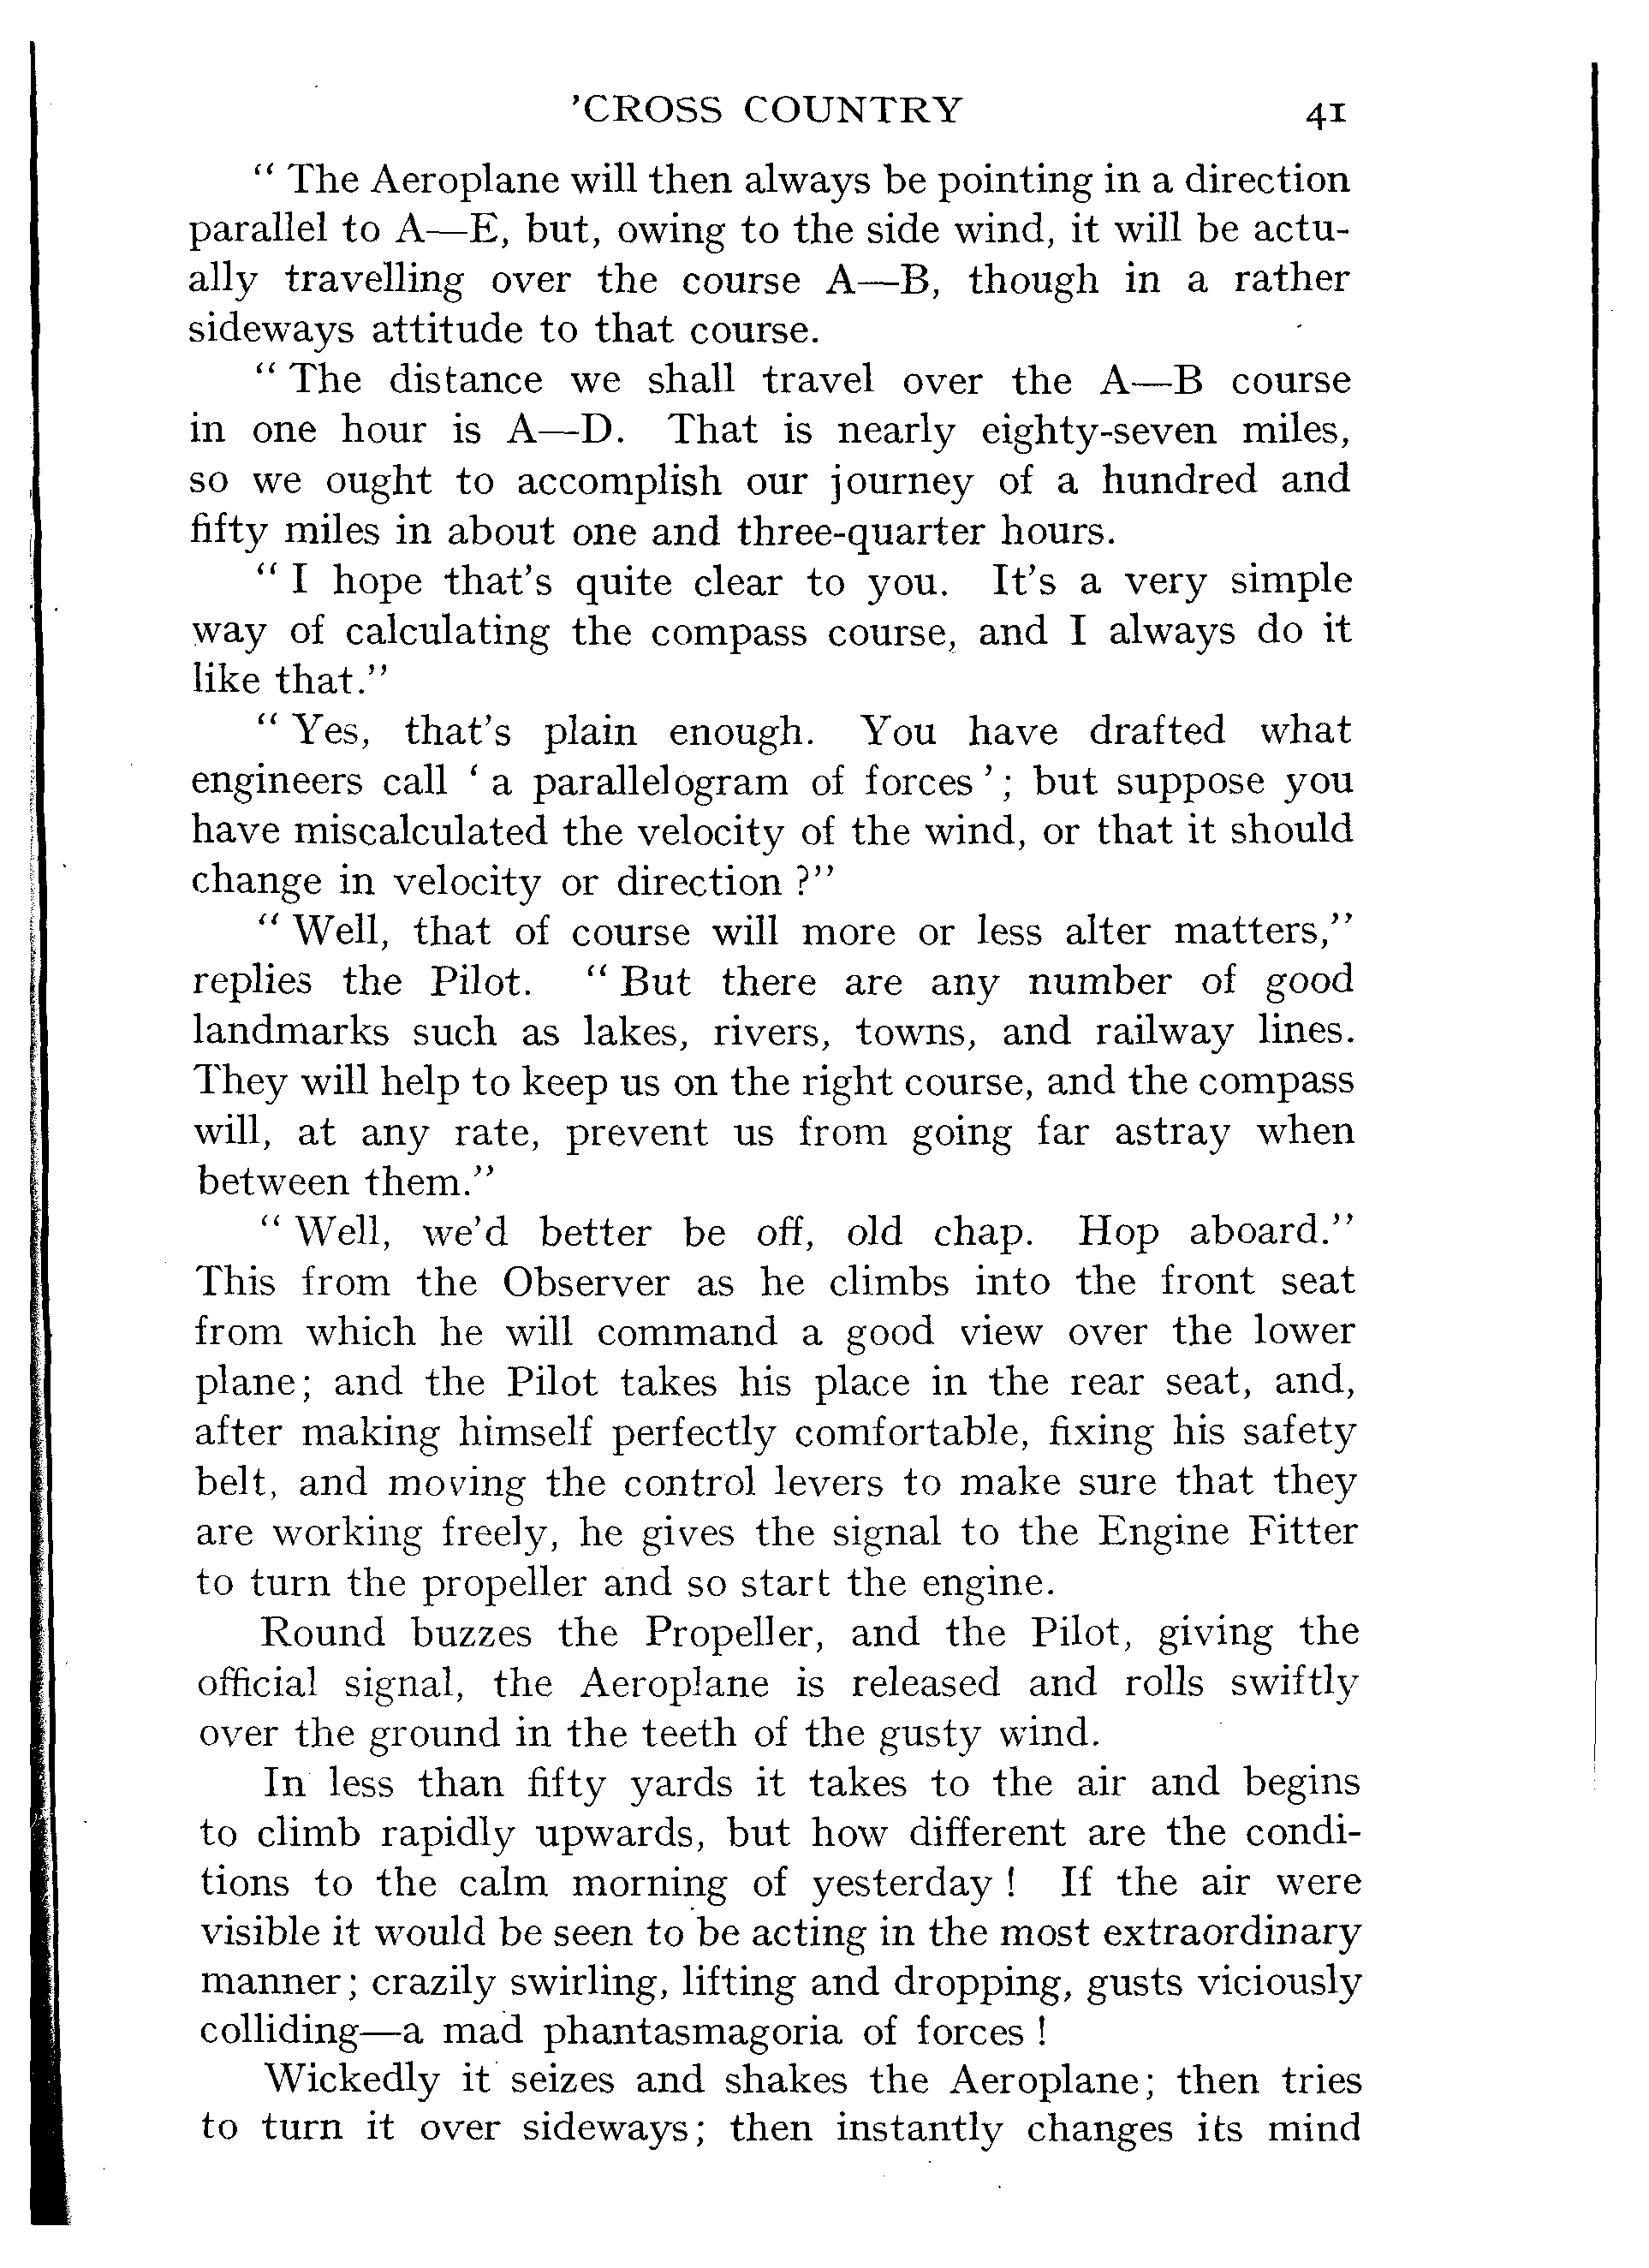 'CROSS COUNTRY 41
" The Aeroplane will then always be pointing in a direction
parallel to A—E, but, owing to the side wind, it will be actu-
ally travelling over the course A—B, though in a rather
sideways attitude to that course.
" The distance we shall travel over the A—B course
in one hour is A—D. That is nearly eighty-seven miles,
so we ought to accomplish our journey of a hundred and
fifty miles in about one and three-quarter hours.
" I hope that's quite clear to you. It's a very simple
way of calculating the compass course, and I always do it
like that."
" Yes, that's plain enough. You have drafted what
engineers call ' a parallelogram of forces ' ; but suppose you
have miscalculated the velocity of the wind, or that it should
change in velocity or direction ?"
" Well, that of course will more or less alter matters,"
replies the Pilot. " But there are any number of good
landmarks such as lakes, rivers, towns, and railway lines.
They will help to keep us on the right course, and the compass
will, at any rate, prevent us from going far astray when
between them."
" Well, we'd better be off, old chap. Hop aboard."
This from the Observer as he climbs into the front seat
from which he will command a good view over the lower
plane; and the Pilot takes his place in the rear seat, and,
after making himself perfectly comfortable, fixing his safety
belt, and moving the control levers to make sure that they
are working freely, he gives the signal to the Engine Fitter
to turn the propeller and so start the engine.
Round buzzes the Propeller, and the Pilot, giving the
official signal, the Aeroplane is released and rolls swiftly
over the ground in the teeth of the gusty wind.
In less than fifty yards it takes to the air and begins
to climb rapidly upwards, but how different are the condi-
tions to the calm morning of yesterday ! If the air were
visible it would be seen to be acting in the most extraordinary
manner; crazily swirling, lifting and dropping, gusts viciously
colliding—a mad phantasmagoria of forces !
Wickedly it seizes and shakes the Aeroplane; then tries
to turn it over sideways; then instantly changes its mind